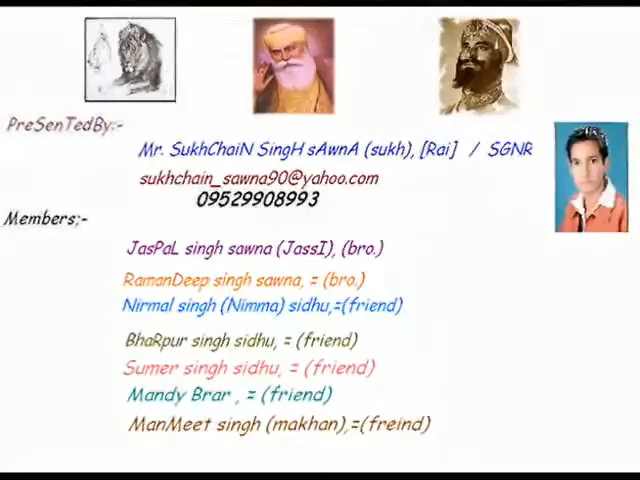 PreSenTedBy:-
Mr. SukhChaiN SingH sAwnA (sukh), [Rai] / SGNR
sukhchain_sawna90@yahoo.com
09529908993
Members:-
JasPaL singh sawna (JassI), (bro.)
RamanDeep singh sawna, = (bro.)
Nirmal singh (Nimma) sidhu,=(friend)
BhaRpur singh sidhu, = (friend)
Sumer singh sidhu, = (friend)
Mandy Brar , = (friend)
ManMeet singh (makhan),=(freind)